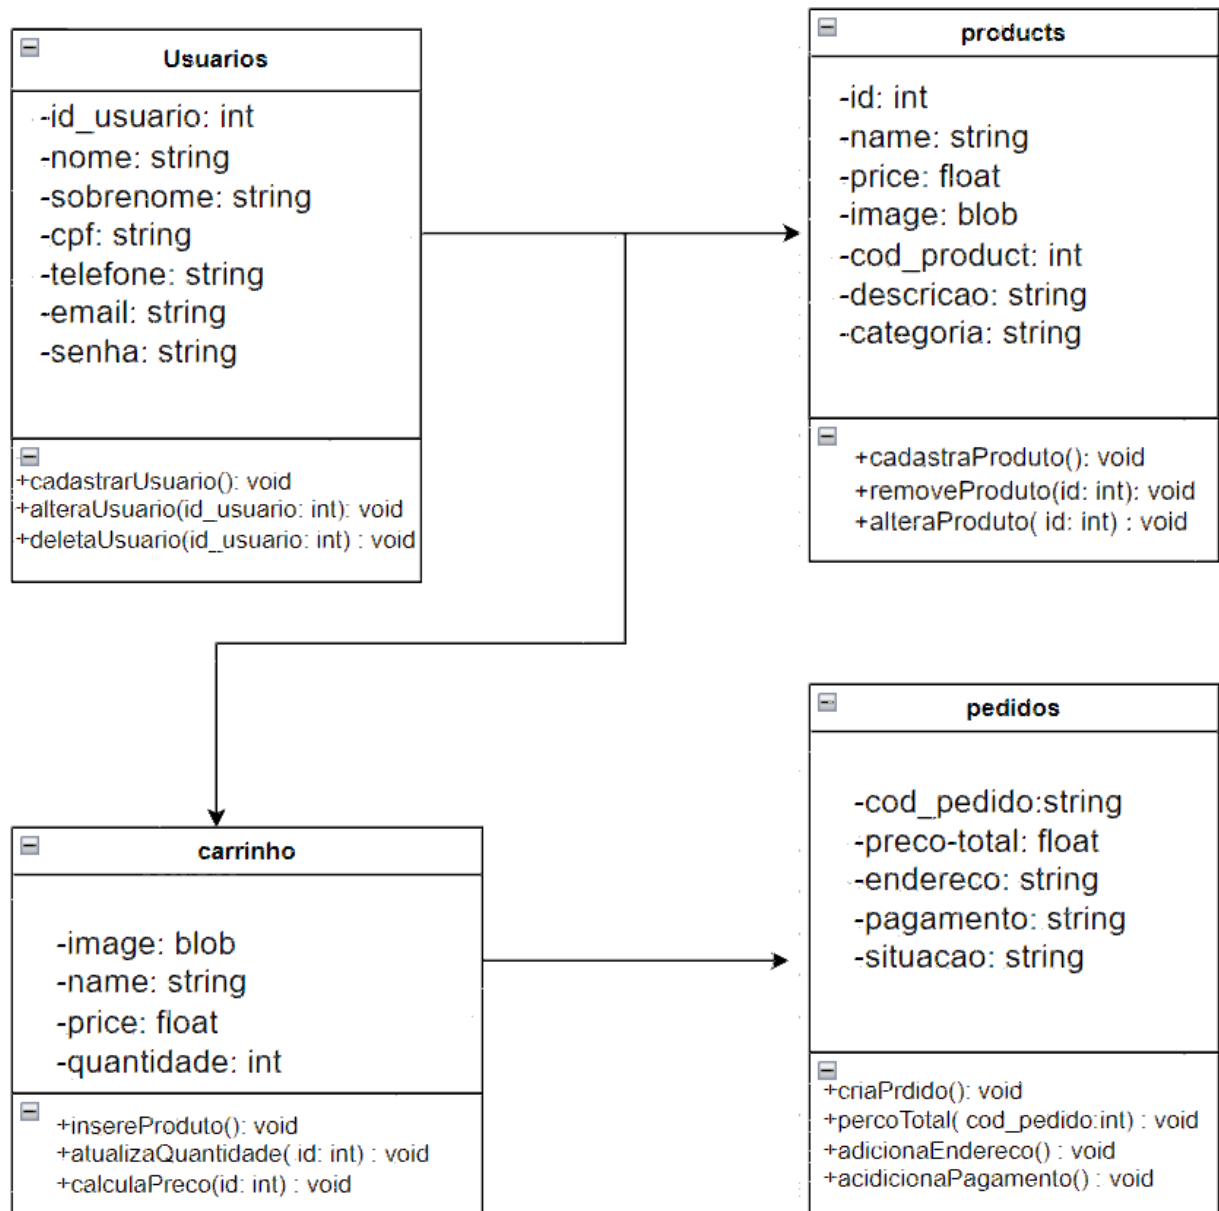 Usuarios
-id_usuario: int
-nome: string
-sobrenome: string
-cpf: string
-telefone: string
-email: string
-senha: string
+cadastrarUsuario(): void
+alteraUsuario(id_usuario: int): void
+deletaUsuario(id_usuario: int) : void
products
-id: int
-name: string
-price: float
-image: blob
-cod_product: int
-descricao: string
-categoria: string
+cadastraProduto(): void
+removeProduto(id: int): void
+alteraProduto( id: int) : void
carrinho
-image: blob
-name: string
-price: float
-quantidade: int
+insereProduto(): void
+atualizaQuantidade( id: int) : void
+calculaPreco(id: int) : void
pedidos
-cod_pedido:string
-preco-total: float
-endereco: string
-pagamento: string
-situacao: string
+criaPrdido(): void
+percoTotal( cod_pedido:int) : void
+adicionaEndereco() : void
+acidicionaPagamento() : void